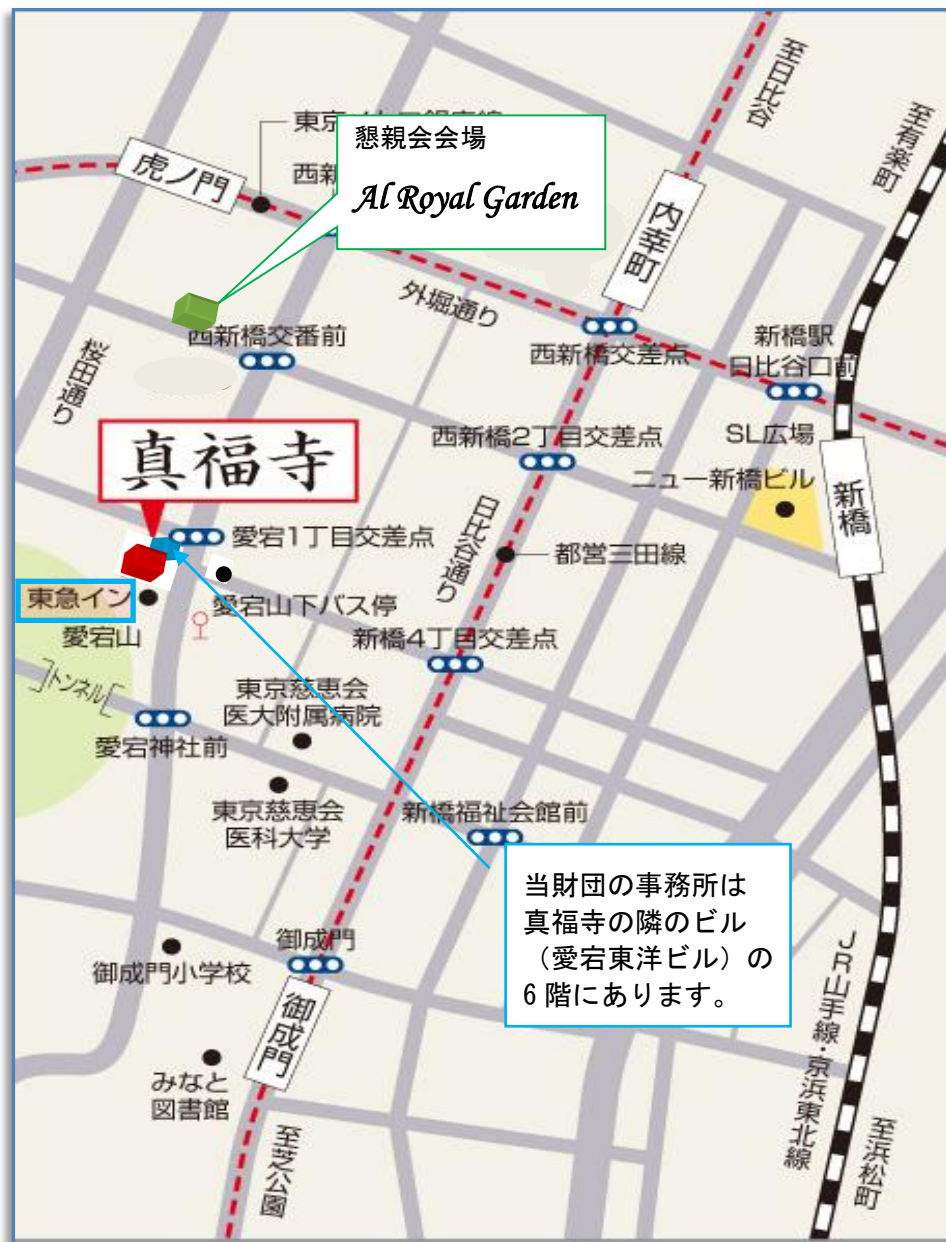 至日比谷
至有楽町
東京
懇親会会場
虎ノ門
西新
Al Royal Garden
内幸町
外堀通り
西新橋交番前
西新橋交差点
新橋駅
日比谷口前
桜田通り
真福寺
西新橋2丁目交差点
SL広場
ニュー新橋ビル
新橋
日比谷通り
愛宕1丁目交差点
都営三田線
東急イン
愛宕山下バス停
愛宕山
新橋4丁目交差点
トンネル
東京慈恵会
医大附属病院
愛宕神社前
東京慈恵会
医科大学
新橋福祉会館前
当財団の事務所は
真福寺の隣のビル
（愛宕東洋ビル）の
6階にあります。
御成門
御成門小学校
御成門
JR山手線・京浜東北線
みなと
図書館
至芝公園
至浜松町